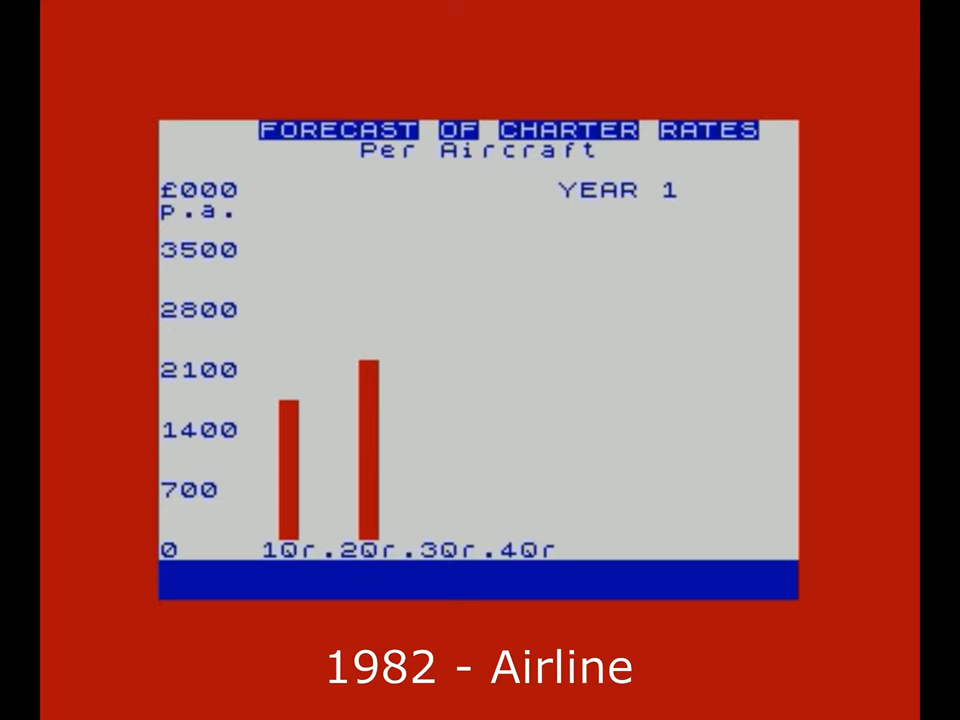 FORECAST OF CHARTER RATES
Per Aircraft
£000 YEAR 1
p.a.
3500
2800
2100
1400
700
0 1Qr.2Qr.3Qr.4Qr
1982 - Airline